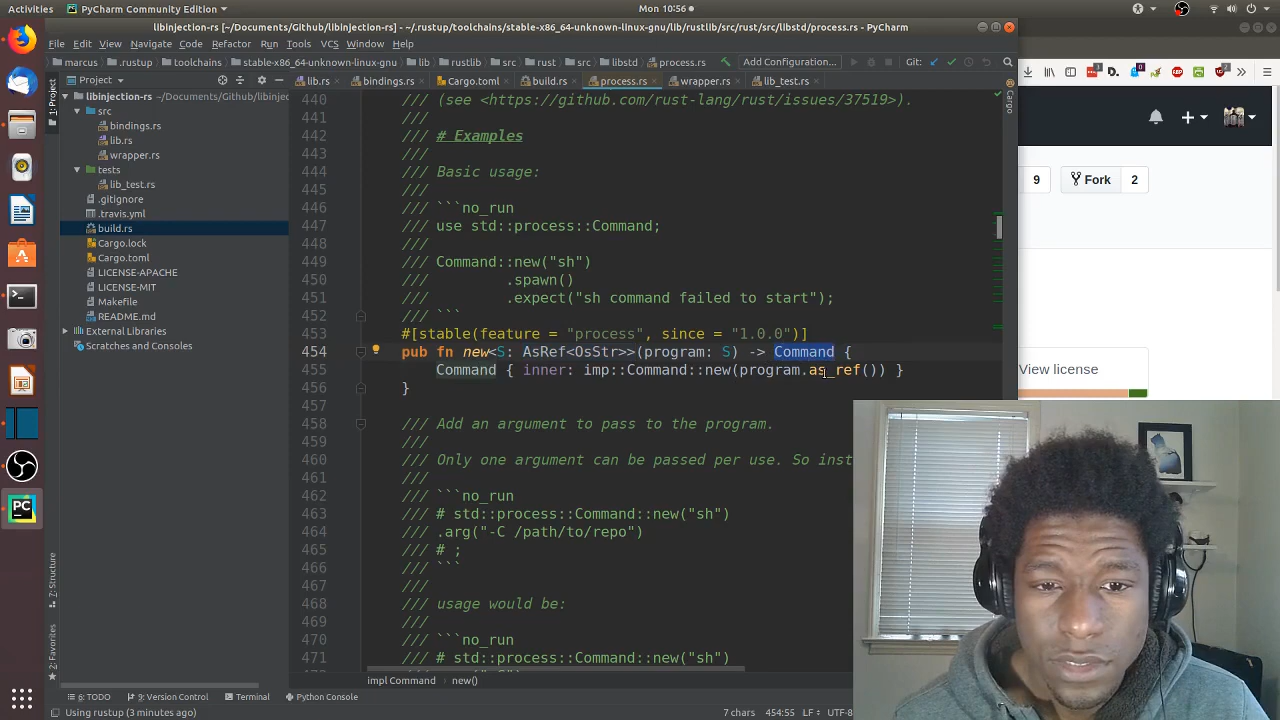 Activities
PyCharm Community Edition
Mon 10:56
libinjection-rs [~/Documents/Github/libinjection-rs] - ~/.rustup/toolchains/stable-x86_64-unknown-linux-gnu/lib/rustlib/src/rust/src/libstd/process.rs - PyCharm
File Edit View Navigate Code Refactor Run Tools VCS Window Help
marcus .rustup toolchains stable-x86_64-unknown-linux-gnu lib rustlib src rust src libstd process.rs Add Configuration... Git:
Project
lib.rs bindings.rs Cargo.toml build.rs process.rs wrapper.rs lib_test.rs
1: Project
Cargo
libinjection-rs ~/Documents/Github/libinjec
src
bindings.rs
lib.rs
wrapper.rs
tests
lib_test.rs
.gitignore
.travis.yml
build.rs
Cargo.lock
Cargo.toml
LICENSE-APACHE
LICENSE-MIT
Makefile
README.md
External Libraries
Scratches and Consoles
440 /// (see <https://github.com/rust-lang/rust/issues/37519>).
441 ///
442 /// # Examples
443 ///
444 /// Basic usage:
445 ///
446 /// ```no_run
447 /// use std::process::Command;
448 ///
449 /// Command::new("sh")
450 /// .spawn()
451 /// .expect("sh command failed to start");
452 /// ```
453 #[stable(feature = "process", since = "1.0.0")]
454 pub fn new<S: AsRef<OsStr>>(program: S) -> Command {
455 Command { inner: imp::Command::new(program.as_ref()) }
456 }
457
458 /// Add an argument to pass to the program.
459 ///
460 /// Only one argument can be passed per use. So inst
461 ///
462 /// ```no_run
463 /// # std::process::Command::new("sh")
464 /// .arg("-C /path/to/repo")
465 /// # ;
466 /// ```
467 ///
468 /// usage would be:
469 ///
470 /// ```no_run
471 /// # std::process::Command::new("sh")
impl Command new()
7: Structure
2: Favorites
6: TODO 9: Version Control Terminal Python Console
Using rustup (3 minutes ago)
7 chars 454:55 LF UTF-8
9 Fork 2
View license